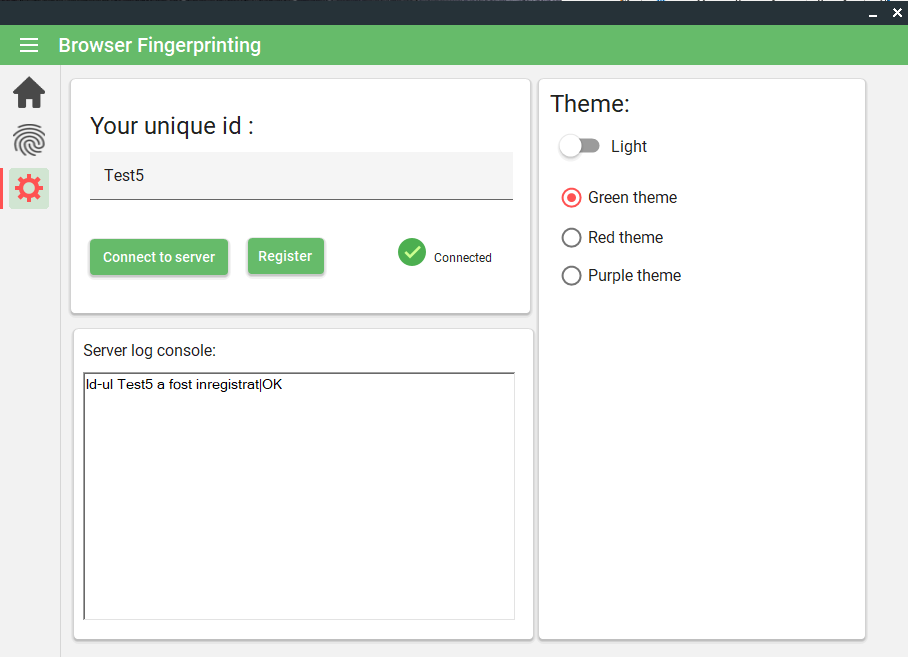 Browser Fingerprinting
Your unique id :
Test5
Connect to server
Register
Connected
Server log console:
Id-ul Test5 a fost inregistrat|OK
Theme:
Light
Green theme
Red theme
Purple theme